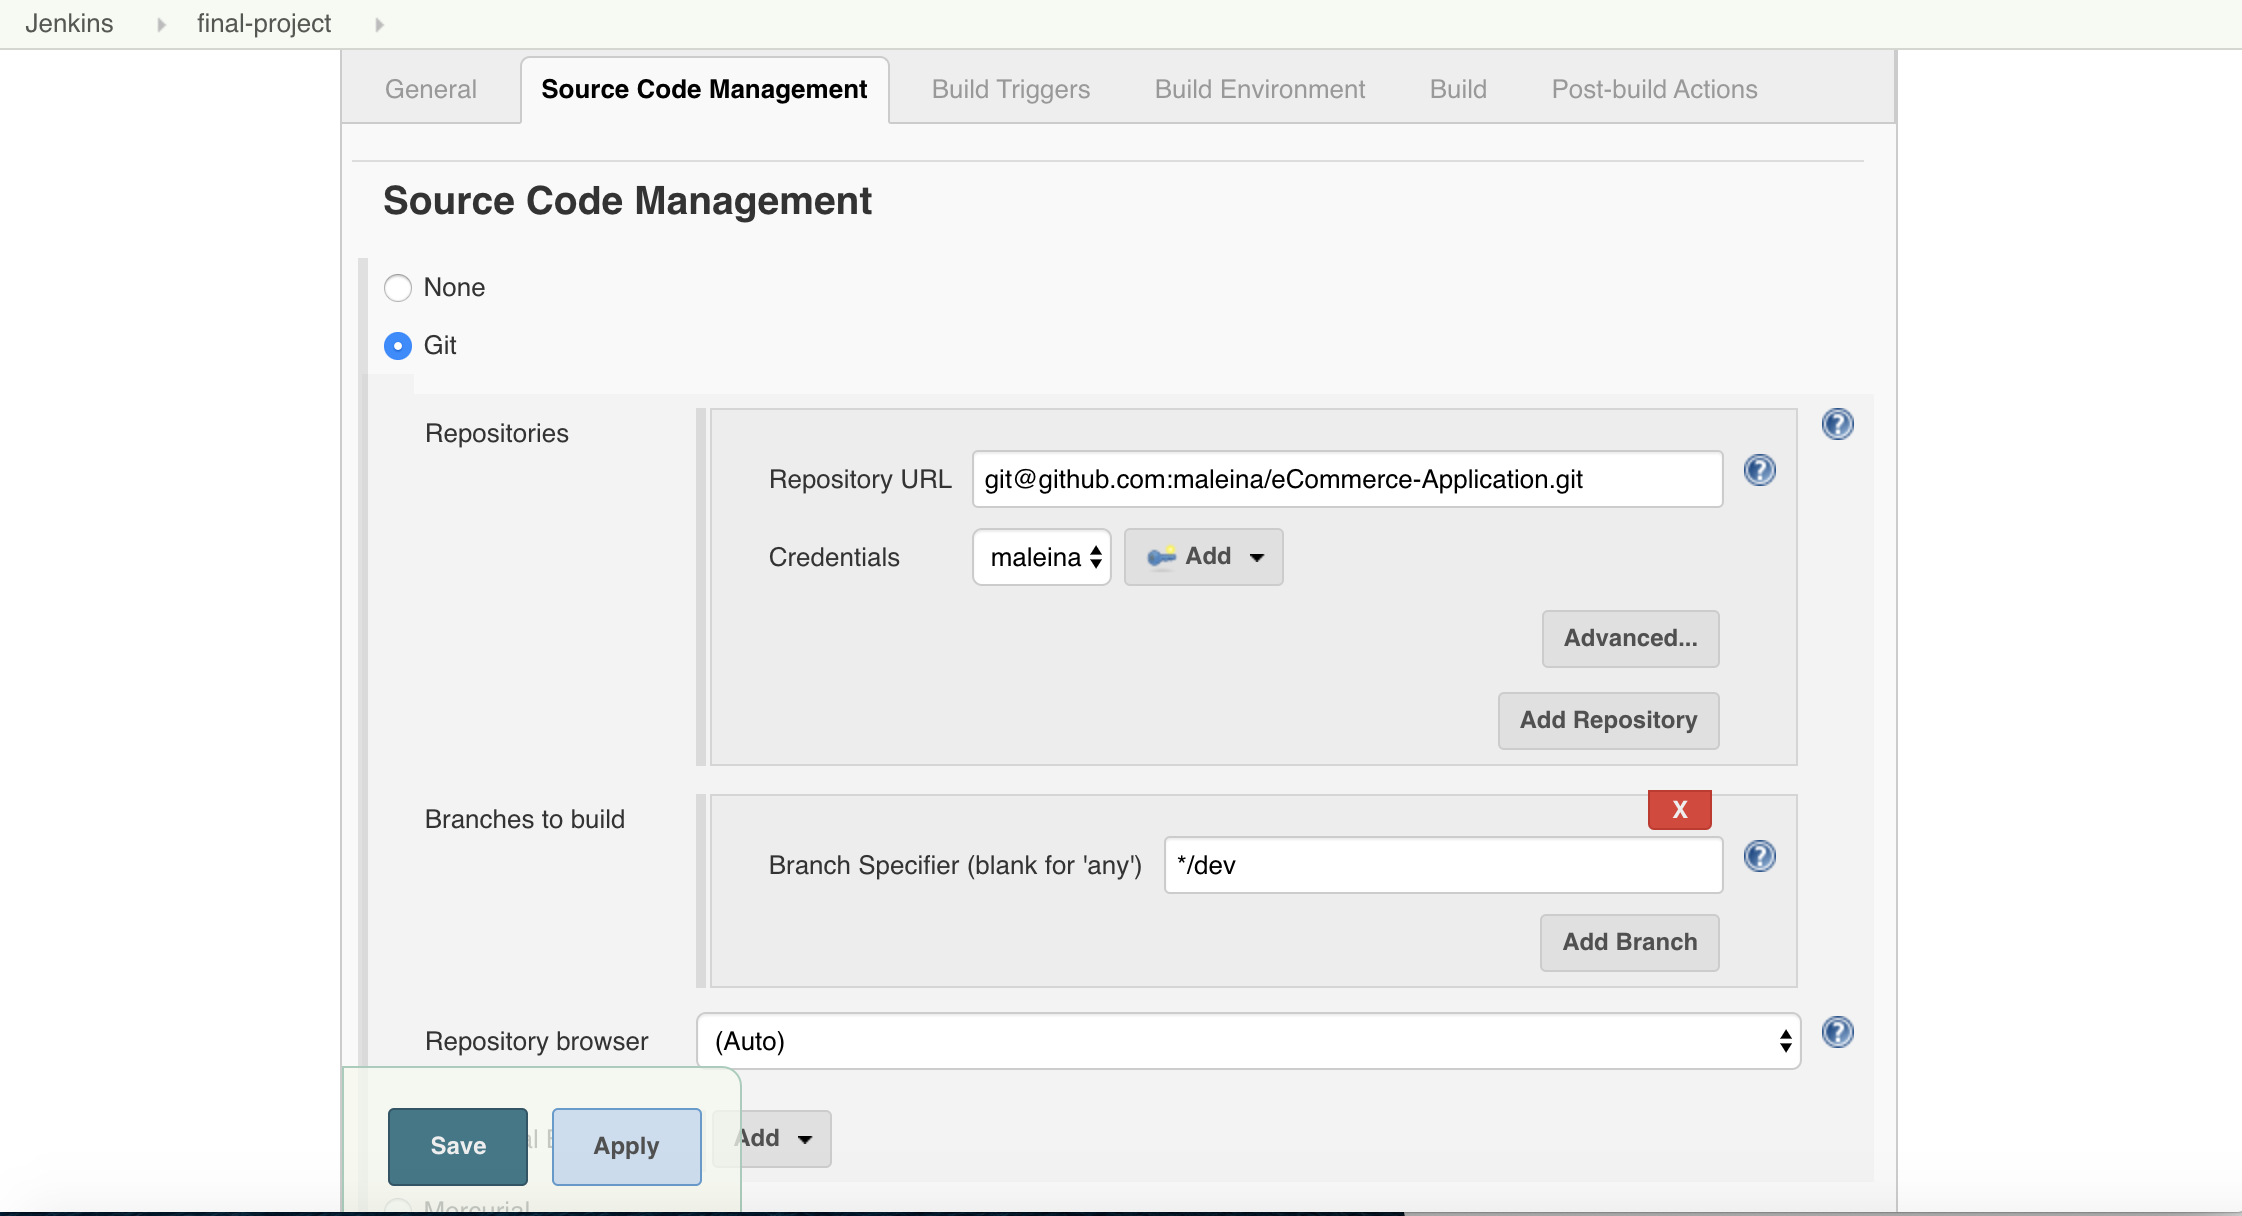 Jenkins final-project
General Source Code Management Build Triggers Build Environment Build Post-build Actions
Source Code Management
None
Git
Repositories
Repository URL git@github.com:maleina/eCommerce-Application.git
Credentials maleina Add
Advanced...
Add Repository
Branches to build
X
Branch Specifier (blank for 'any') */dev
Add Branch
Repository browser (Auto)
Save Apply Add
Mercurial